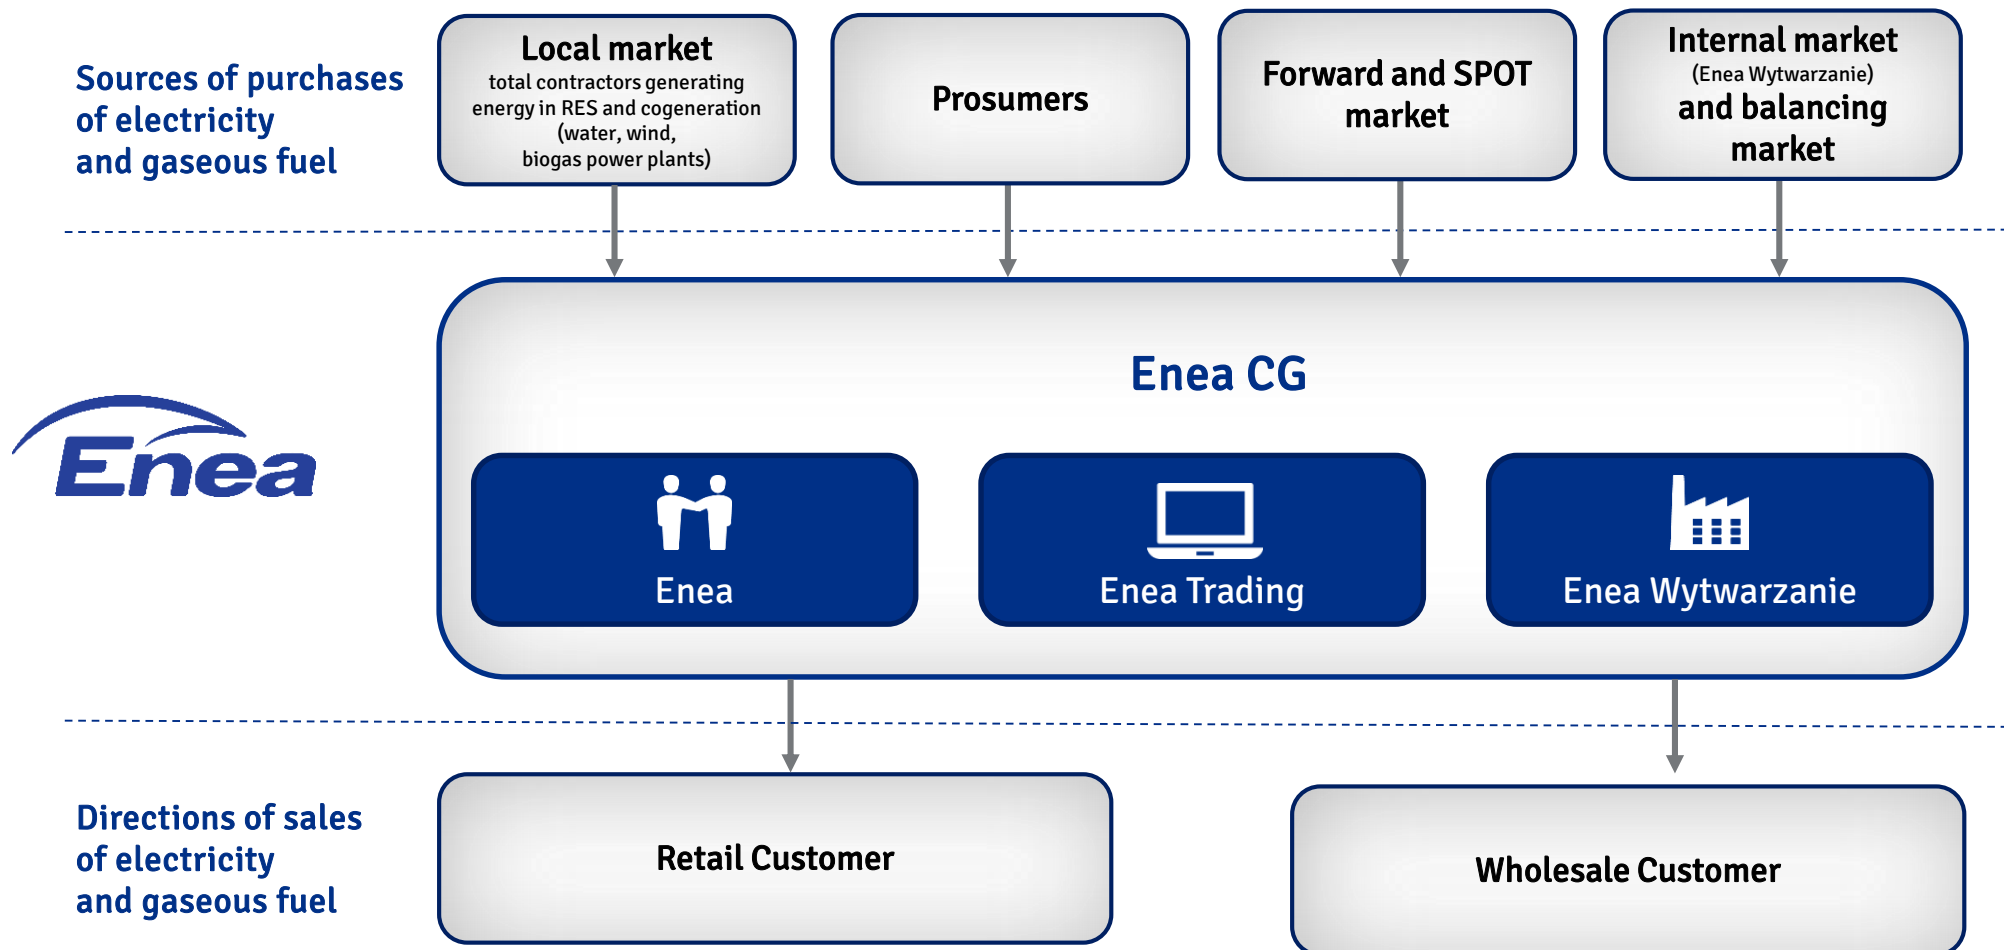 Sources of purchases
of electricity
and gaseous fuel
Local market
total contractors generating
energy in RES and cogeneration
(water, wind,
biogas power plants)
Prosumers
Forward and SPOT
market
Internal market
(Enea Wytwarzanie)
and balancing
market
Enea
Enea CG
Enea
Enea Trading
Enea Wytwarzanie
Directions of sales
of electricity
and gaseous fuel
Retail Customer
Wholesale Customer